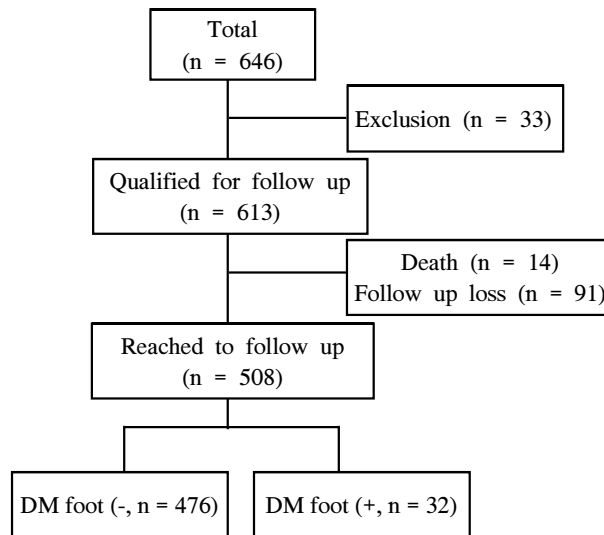 Total
(n = 646)
Exclusion (n = 33)
Qualified for follow up
(n = 613)
Death (n = 14)
Follow up loss (n = 91)
Reached to follow up
(n = 508)
DM foot (-, n = 476)
DM foot (+, n = 32)